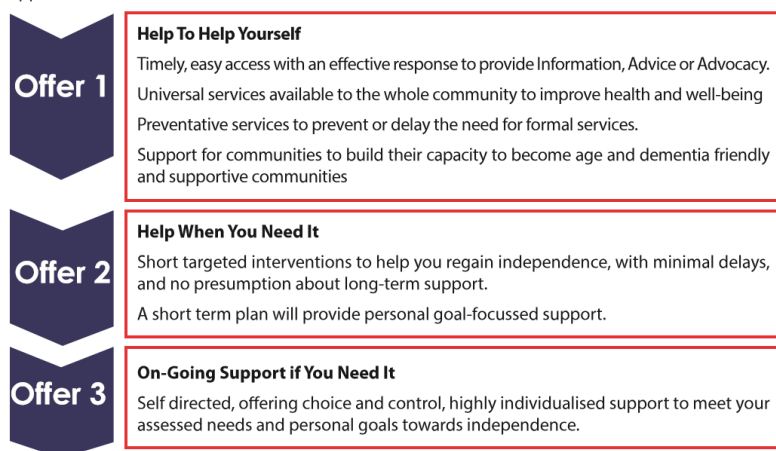 Offer 1
Help To Help Yourself
Timely, easy access with an effective response to provide Information, Advice or Advocacy.
Universal services available to the whole community to improve health and well-being
Preventative services to prevent or delay the need for formal services.
Support for communities to build their capacity to become age and dementia friendly
and supportive communities
Offer 2
Help When You Need It
Short targeted interventions to help you regain independence, with minimal delays,
and no presumption about long-term support.
A short term plan will provide personal goal-focussed support.
Offer 3
On-Going Support if You Need It
Self directed, offering choice and control, highly individualised support to meet your
assessed needs and personal goals towards independence.